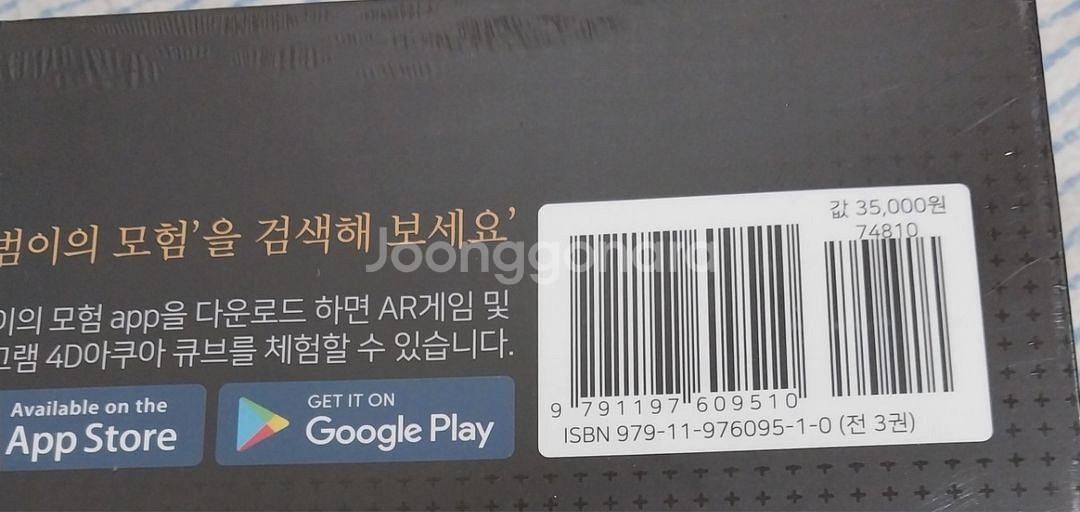 범이의 모험'을 검색해 보세요'
이의 모험 app을 다운로드 하면 AR게임 및
그램 4D아쿠아 큐브를 체험할 수 있습니다.
Available on the
App Store
GET IT ON
Google Play
값 35,000원
74810
9 791197 609510
ISBN 979-11-976095-1-0 (전 3권)
Joonggonara